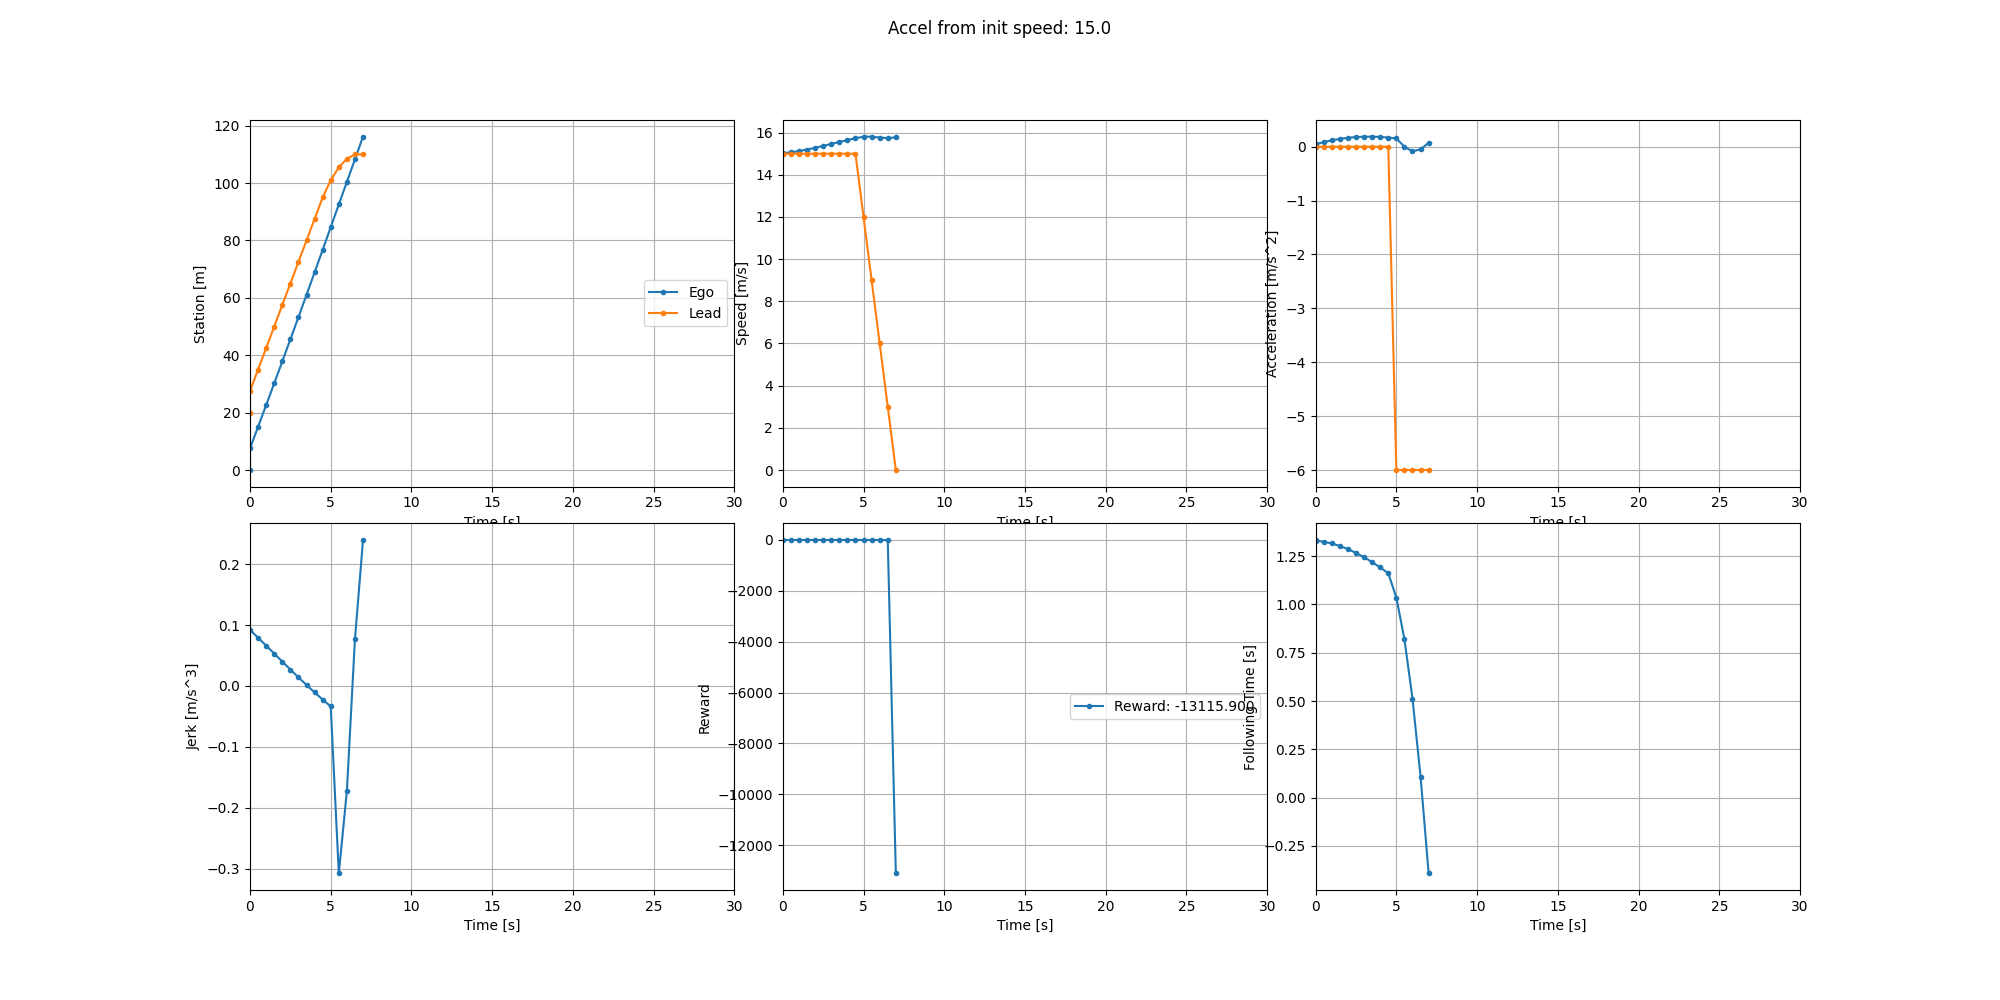 Accel from init speed: 15.0
120
100
80
60
40
20
0
Station [m]
0 5 10 15 20 25 30
Time [s]
Ego
Lead
16
14
12
10
8
6
4
2
0
Speed [m/s]
0 5 10 15 20 25 30
Time [s]
0
−1
−2
−3
−4
−5
−6
Acceleration [m/s^2]
0 5 10 15 20 25 30
Time [s]
0.2
0.1
0.0
−0.1
−0.2
−0.3
Jerk [m/s^3]
0 5 10 15 20 25 30
Time [s]
0
−2000
−4000
−6000
−8000
−10000
−12000
Reward
Reward: -13115.900
0 5 10 15 20 25 30
Time [s]
1.25
1.00
0.75
0.50
0.25
0.00
−0.25
Following Time [s]
0 5 10 15 20 25 30
Time [s]